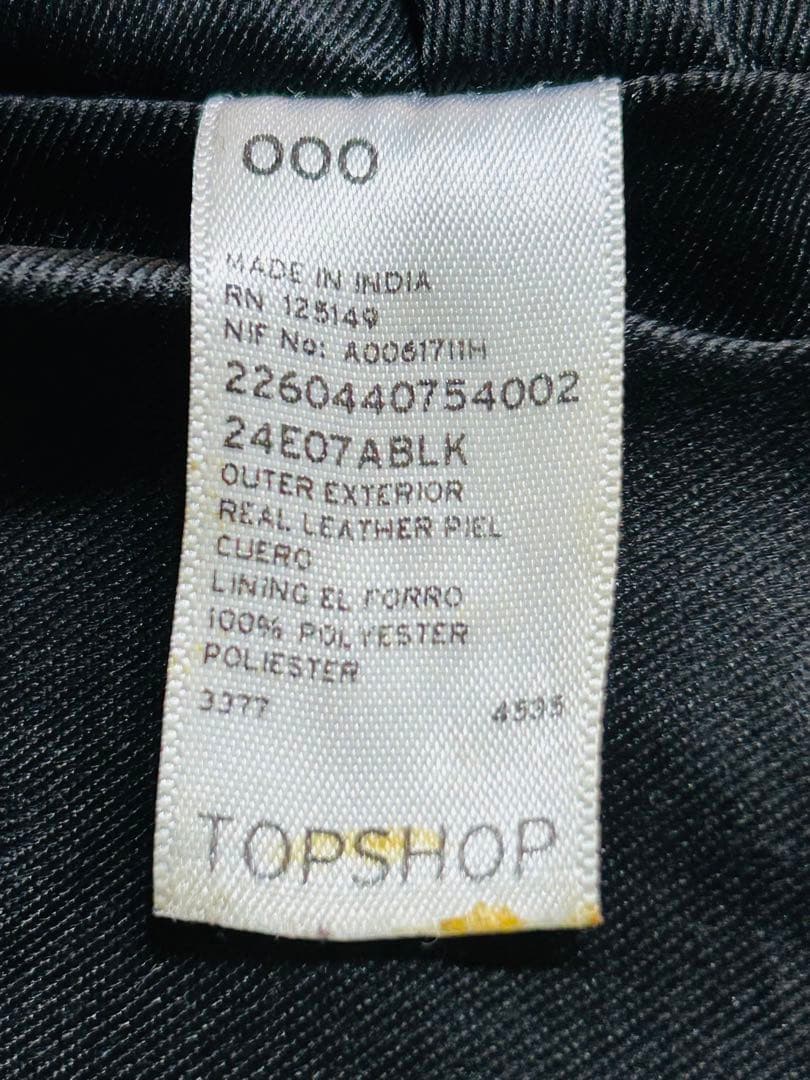 000
MADE IN INDIA
RN 125149
NIF No: A0061711H
2260440754002
24E07ABLK
OUTER EXTERIOR
REAL LEATHER PIEL
CUERO
LINING EL FORRO
100% POLYESTER
POLIESTER
3377 4535
TOPSHOP